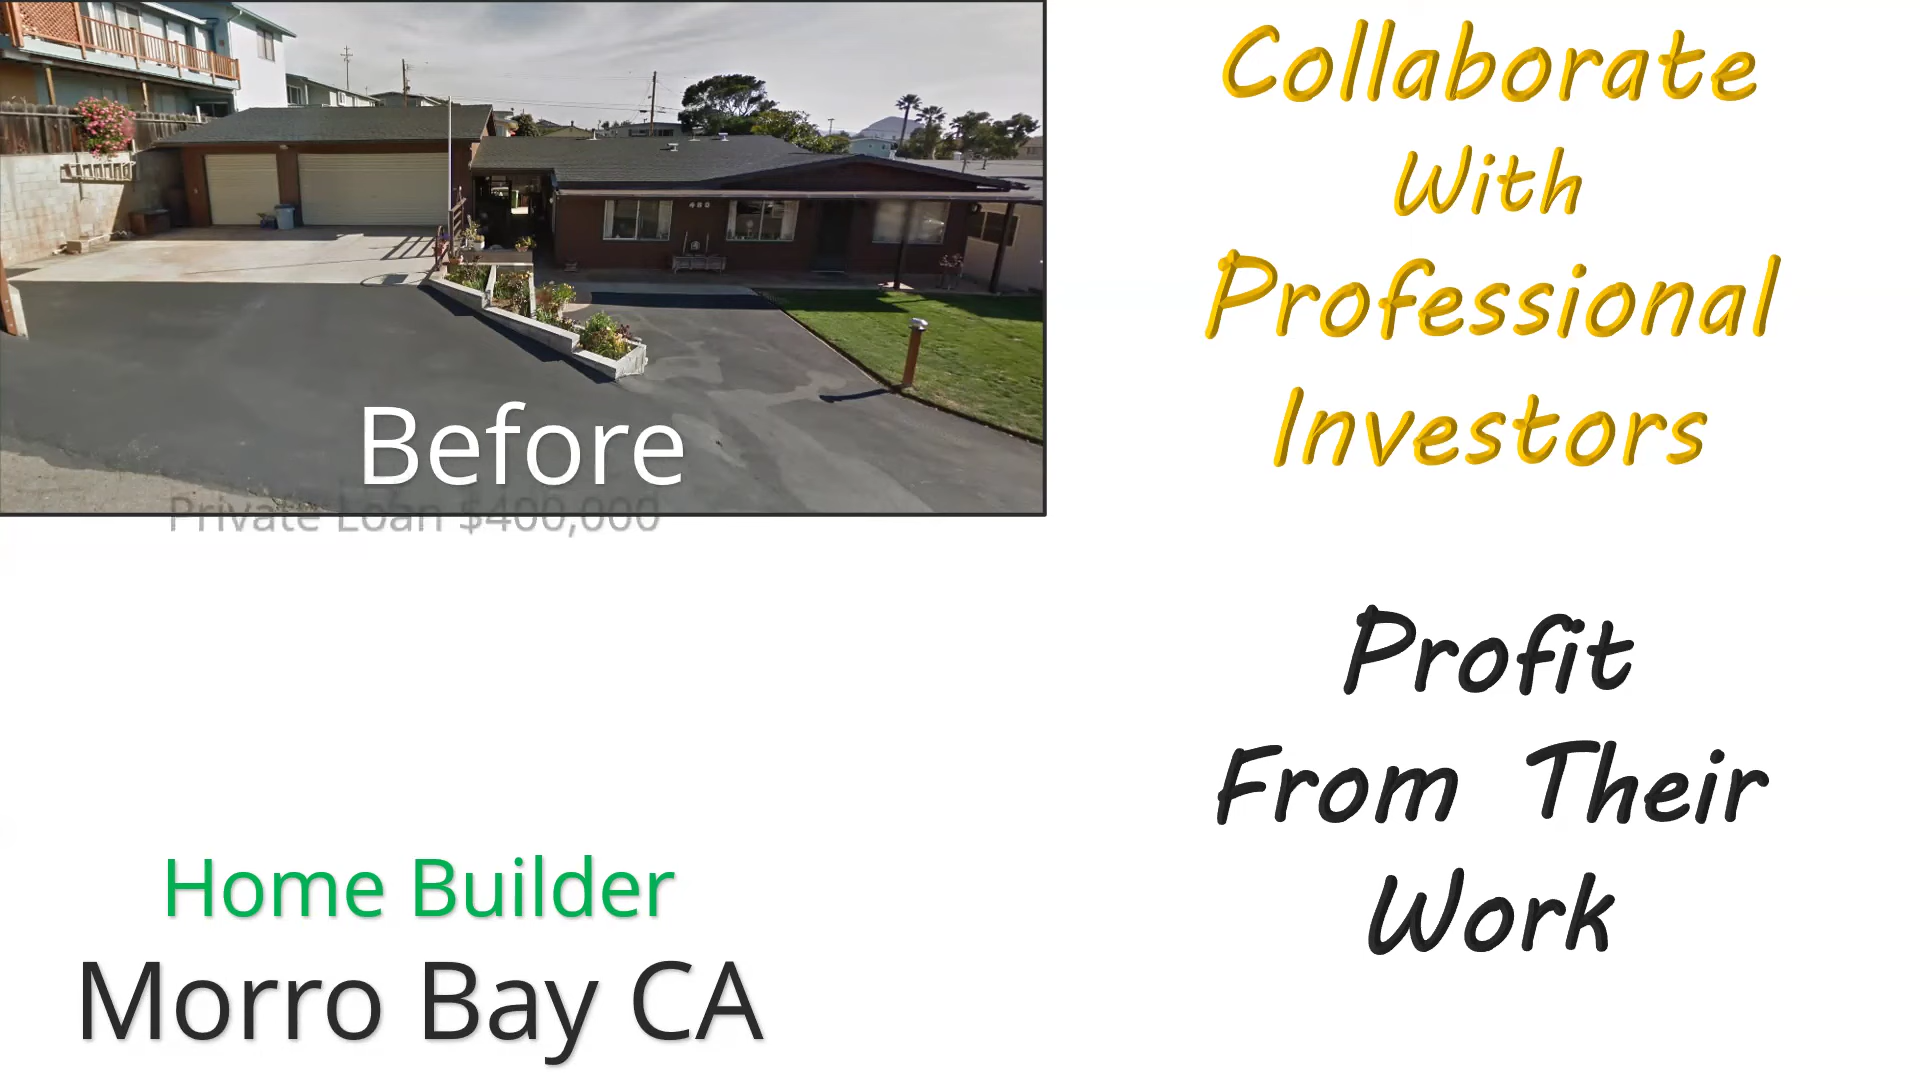 Before
Private Loan $400,000
Home Builder
Morro Bay CA
Collaborate
With
Professional
Investors
Profit
From Their
Work